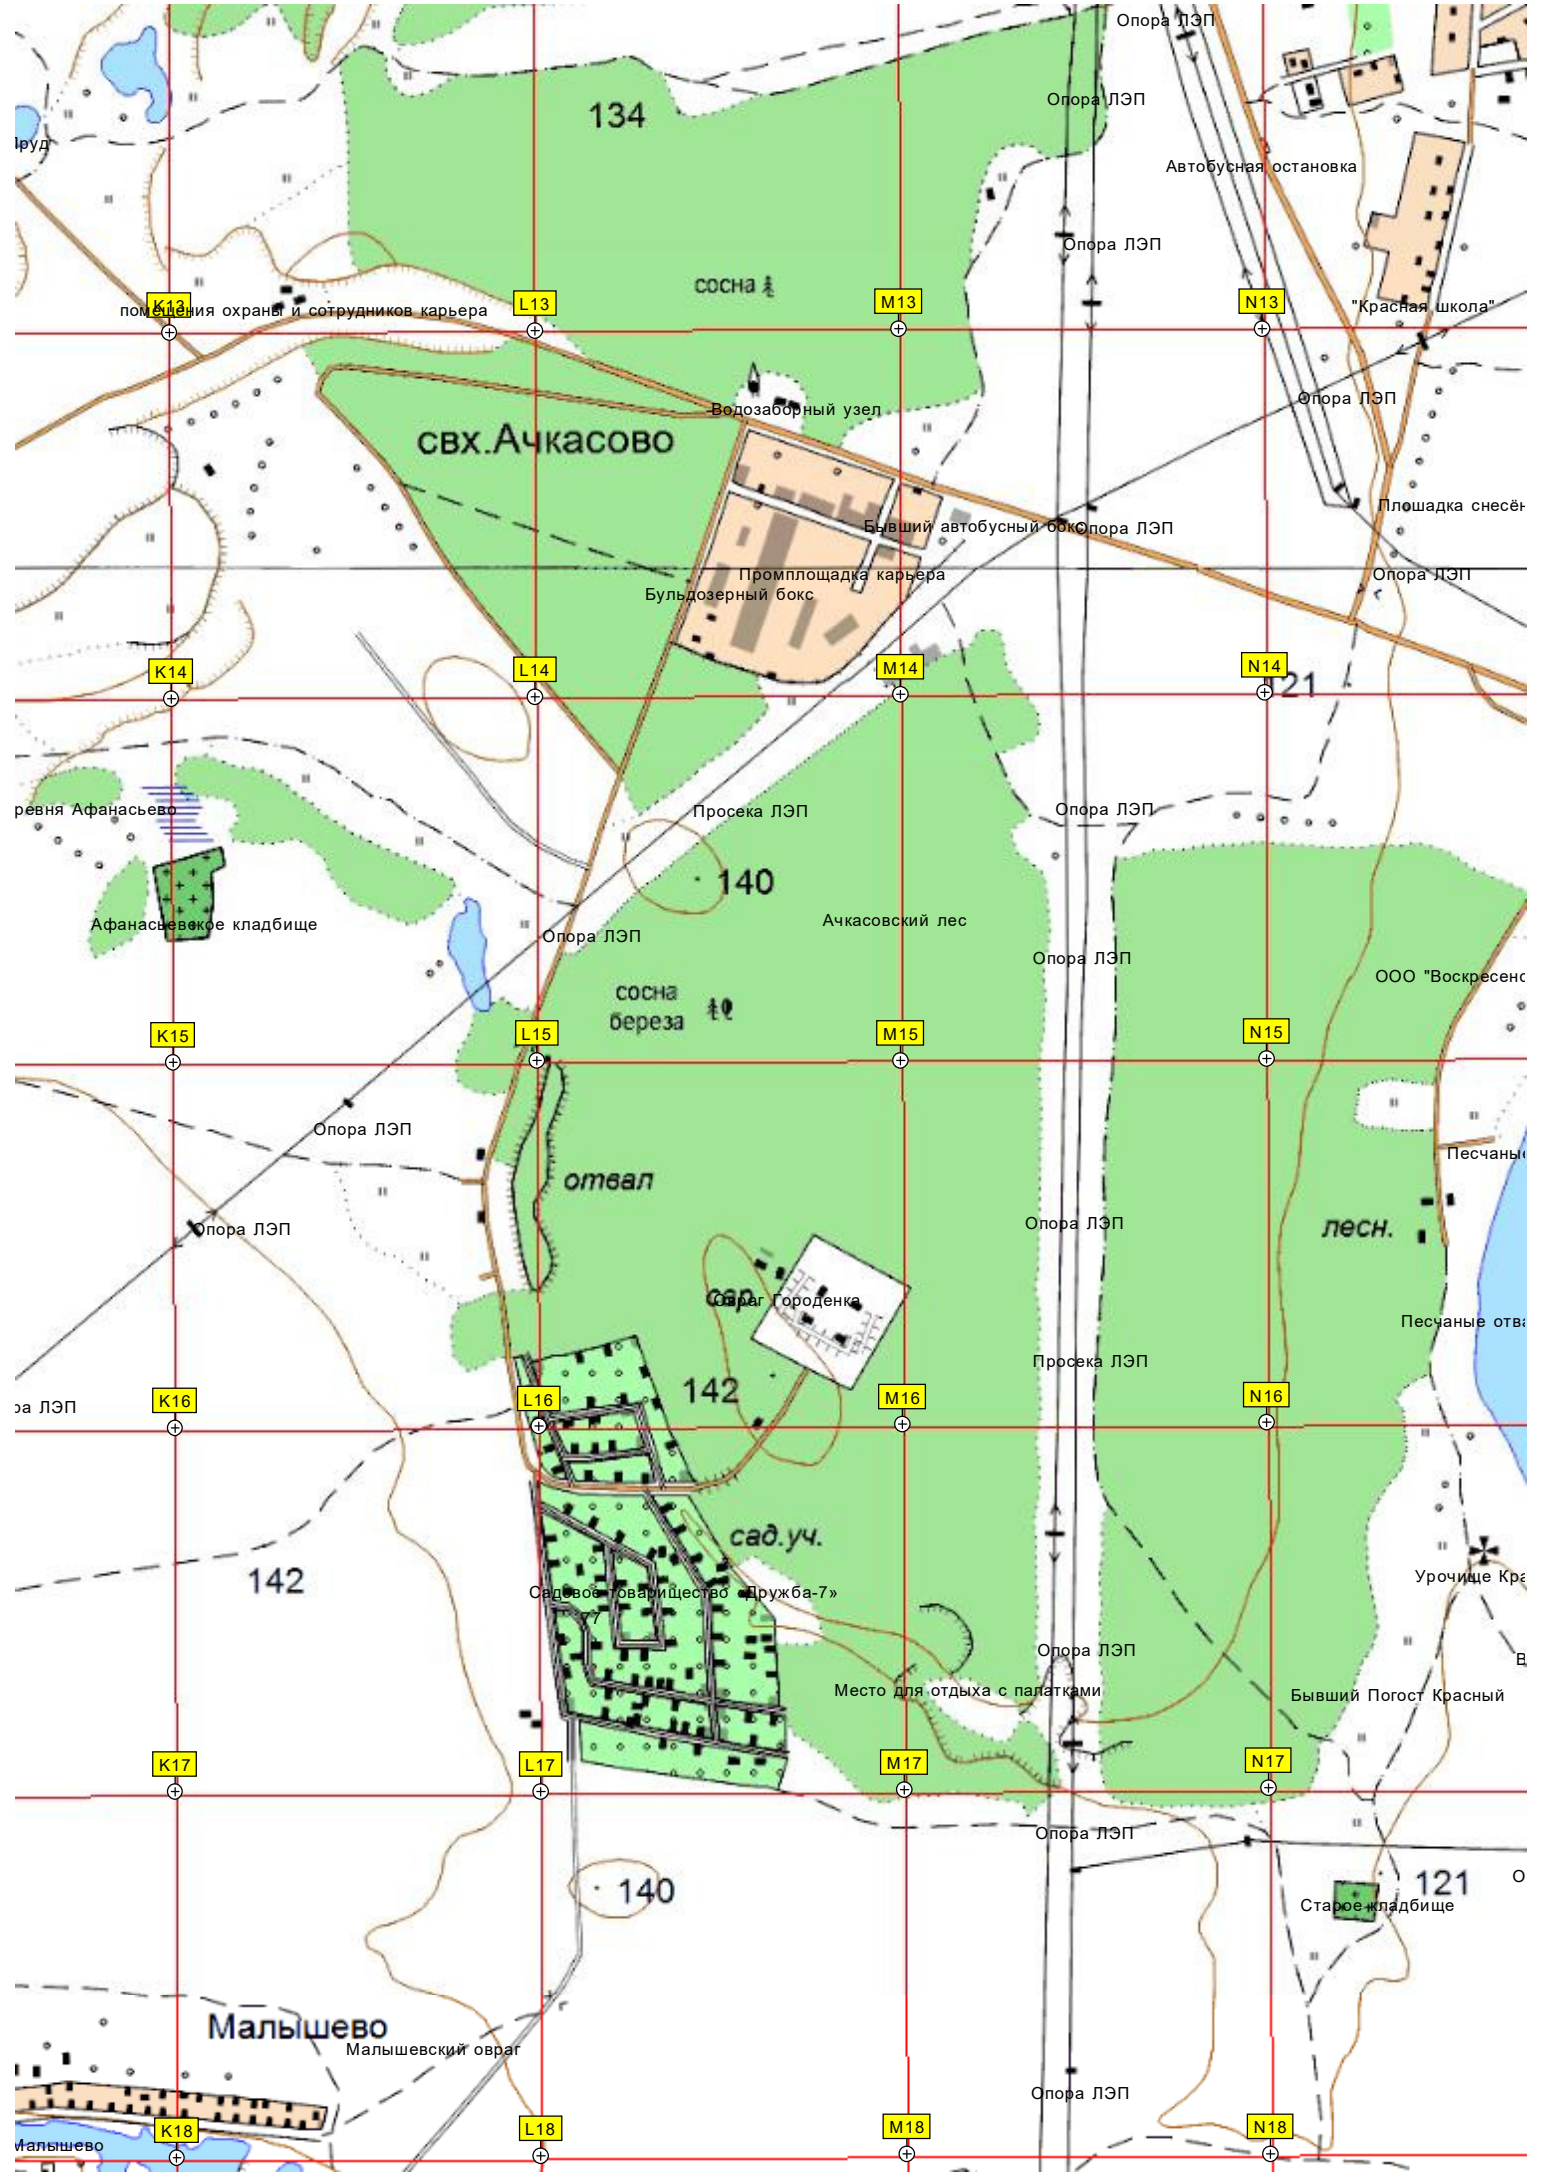 Опора ЛЭП
134
Опора ЛЭП
Автобусная остановка
Опора ЛЭП
сосна
K13
L13
M13
N13
помещения охраны и сотрудников карьера
"Красная школа"
Опора ЛЭП
Водозаборный узел
свх.Ачкасово
Бывший автобусный бокс
Опора ЛЭП
Промплощадка карьера
Опора ЛЭП
Бульдозерный бокс
K14
L14
M14
N14
121
ревня Афанасьево
Просека ЛЭП
Опора ЛЭП
140
Афанасьевское кладбище
Ачкасовский лес
Опора ЛЭП
Опора ЛЭП
ООО "Воскресенс
сосна
береза
K15
L15
M15
N15
Опора ЛЭП
Песчаные
отвал
Опора ЛЭП
Опора ЛЭП
лесн.
Овраг Городенка
Песчаные отва
Просека ЛЭП
142
K16
L16
M16
N16
ра ЛЭП
сад.уч.
142
Садовое товарищество «Дружба-7»
77
Урочище Кра
Опора ЛЭП
В
Место для отдыха с палатками
Бывший Погост Красный
K17
L17
M17
N17
Опора ЛЭП
140
121
О
Старое кладбище
Малышево
Малышевский овраг
Опора ЛЭП
K18
L18
M18
N18
Малышево